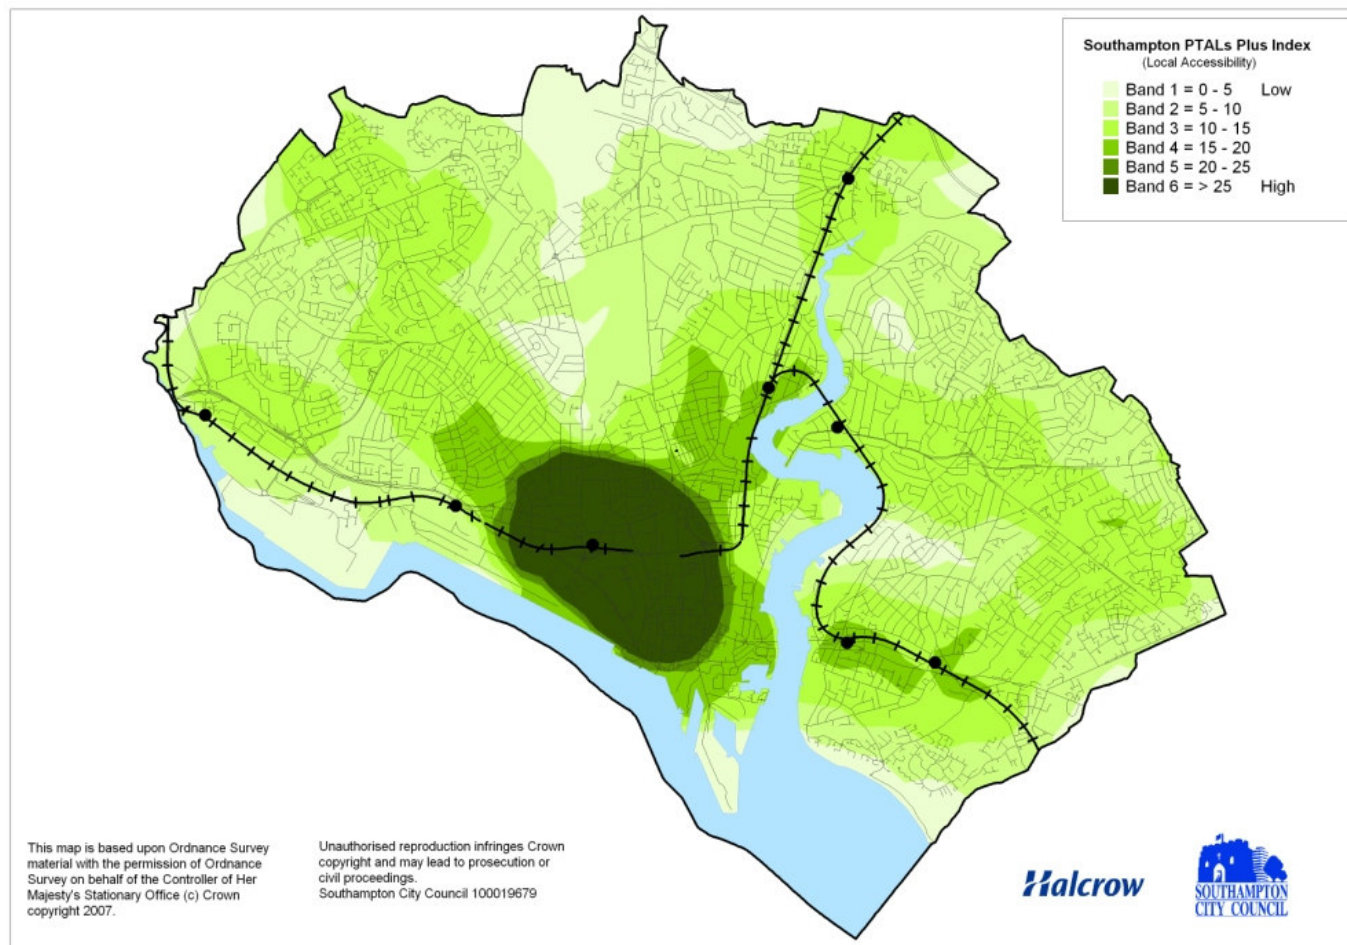 Southampton PTALs Plus Index
(Local Accessibility)
Band 1 = 0 - 5 Low
Band 2 = 5 - 10
Band 3 = 10 - 15
Band 4 = 15 - 20
Band 5 = 20 - 25
Band 6 = > 25 High
This map is based upon Ordnance Survey
material with the permission of Ordnance
Survey on behalf of the Controller of Her
Majesty's Stationary Office (c) Crown
copyright 2007.
Unauthorised reproduction infringes Crown
copyright and may lead to prosecution or
civil proceedings.
Southampton City Council 100019679
Halcrow
SOUTHAMPTON
CITY COUNCIL